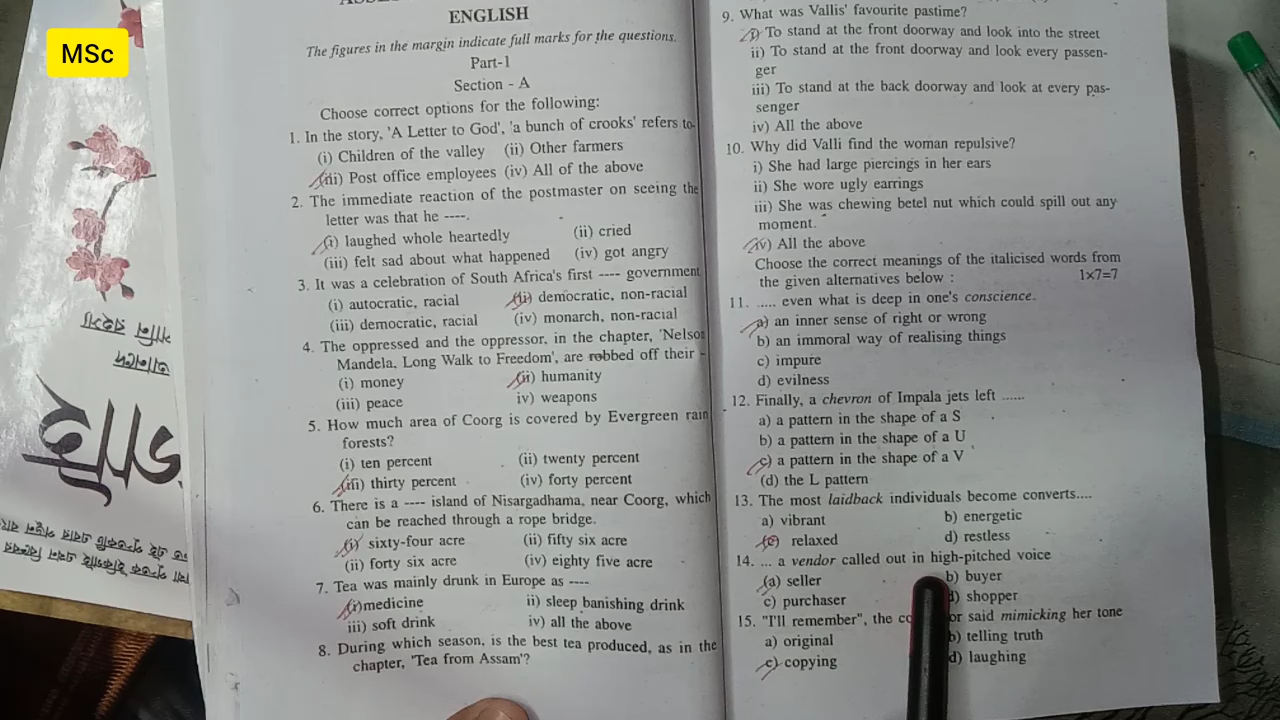 MSc
ENGLISH
The figures in the margin indicate full marks for the questions.
Part-1
Section - A
Choose correct options for the following:
1. In the story, 'A Letter to God', 'a bunch of crooks' refers to-
(i) Children of the valley (ii) Other farmers
(iii) Post office employees (iv) All of the above
2. The immediate reaction of the postmaster on seeing the
letter was that he ----.
(i) laughed whole heartedly (ii) cried
(iii) felt sad about what happened (iv) got angry
3. It was a celebration of South Africa's first ---- government
(i) autocratic, racial (ii) democratic, non-racial
(iii) democratic, racial (iv) monarch, non-racial
4. The oppressed and the oppressor, in the chapter, 'Nelson
Mandela, Long Walk to Freedom', are robbed off their -
(i) money (ii) humanity
(iii) peace iv) weapons
5. How much area of Coorg is covered by Evergreen rain
forests?
(i) ten percent (ii) twenty percent
(iii) thirty percent (iv) forty percent
6. There is a ---- island of Nisargadhama, near Coorg, which
can be reached through a rope bridge.
(i) sixty-four acre (ii) fifty six acre
(ii) forty six acre (iv) eighty five acre
7. Tea was mainly drunk in Europe as ----
(i)medicine ii) sleep banishing drink
iii) soft drink iv) all the above
8. During which season, is the best tea produced, as in the
chapter, 'Tea from Assam'?
9. What was Vallis' favourite pastime?
i) To stand at the front doorway and look into the street
ii) To stand at the front doorway and look every passen-
ger
iii) To stand at the back doorway and look at every pas-
senger
iv) All the above
10. Why did Valli find the woman repulsive?
i) She had large piercings in her ears
ii) She wore ugly earrings
iii) She was chewing betel nut which could spill out any
moment.
iv) All the above
Choose the correct meanings of the italicised words from
the given alternatives below : 1×7=7
11. ..... even what is deep in one's conscience.
a) an inner sense of right or wrong
b) an immoral way of realising things
c) impure
d) evilness
12. Finally, a chevron of Impala jets left ......
a) a pattern in the shape of a S
b) a pattern in the shape of a U
c) a pattern in the shape of a V
(d) the L pattern
13. The most laidback individuals become converts....
a) vibrant b) energetic
c) relaxed d) restless
14. ... a vendor called out in high-pitched voice
(a) seller b) buyer
c) purchaser d) shopper
15. "I'll remember", the or said mimicking her tone
a) original b) telling truth
c) copying d) laughing